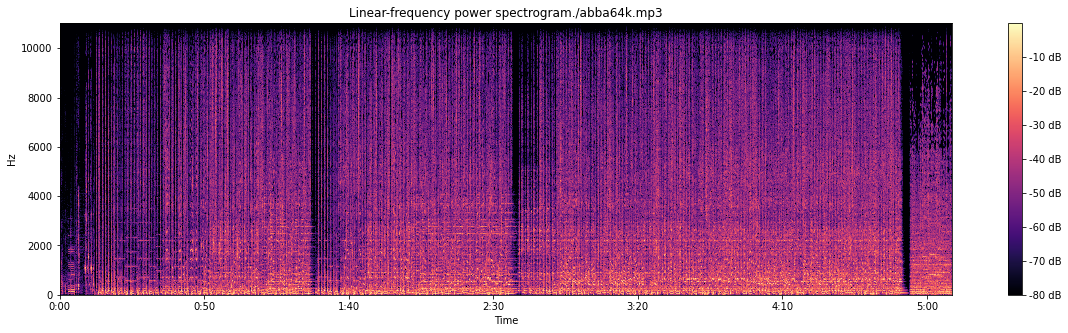 Linear-frequency power spectrogram./abba64k.mp3
10000
8000
6000
4000
2000
0
Hz
0:00 0:50 1:40 2:30 3:20 4:10 5:00
Time
-10 dB
-20 dB
-30 dB
-40 dB
-50 dB
-60 dB
-70 dB
-80 dB